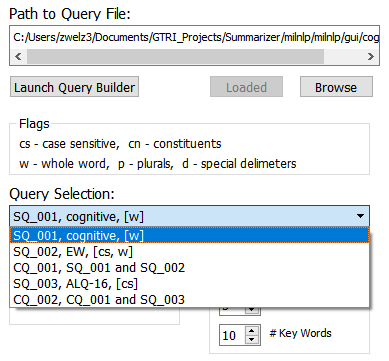 Path to Query File:
C:/Users/zwelz3/Documents/GTRI_Projects/Summarizer/milnlp/milnlp/gui/cog
Launch Query Builder
Loaded
Browse
Flags
cs - case sensitive, cn - constituents
w - whole word, p - plurals, d - special delimeters
Query Selection:
SQ_001, cognitive, [w]
SQ_001, cognitive, [w]
SQ_002, EW, [cs, w]
CQ_001, SQ_001 and SQ_002
SQ_003, ALQ-16, [cs]
CQ_002, CQ_001 and SQ_003
10 # Key Words